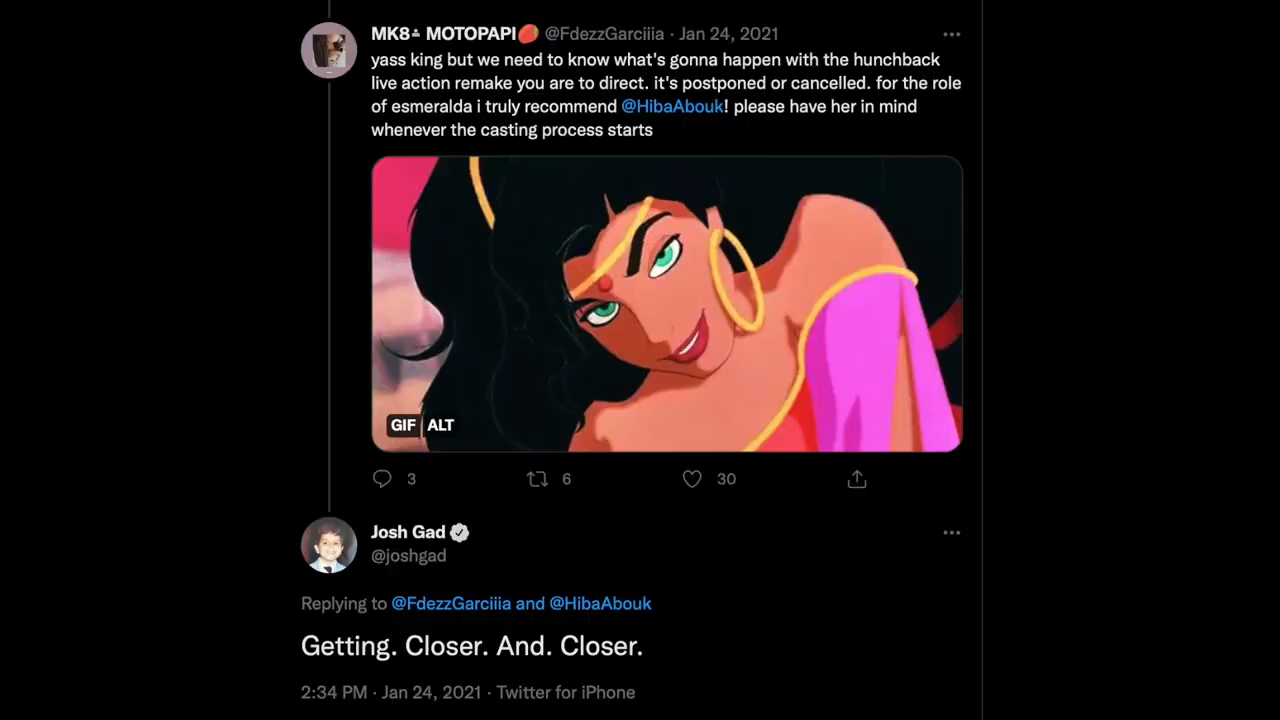 MK8 MOTOPAPI @FdezzGarciiia · Jan 24, 2021
yass king but we need to know what's gonna happen with the hunchback
live action remake you are to direct. it's postponed or cancelled. for the role
of esmeralda i truly recommend @HibaAbouk! please have her in mind
whenever the casting process starts
GIF ALT
3 6 30
Josh Gad
@joshgad
Replying to @FdezzGarciiia and @HibaAbouk
Getting. Closer. And. Closer.
2:34 PM · Jan 24, 2021 · Twitter for iPhone